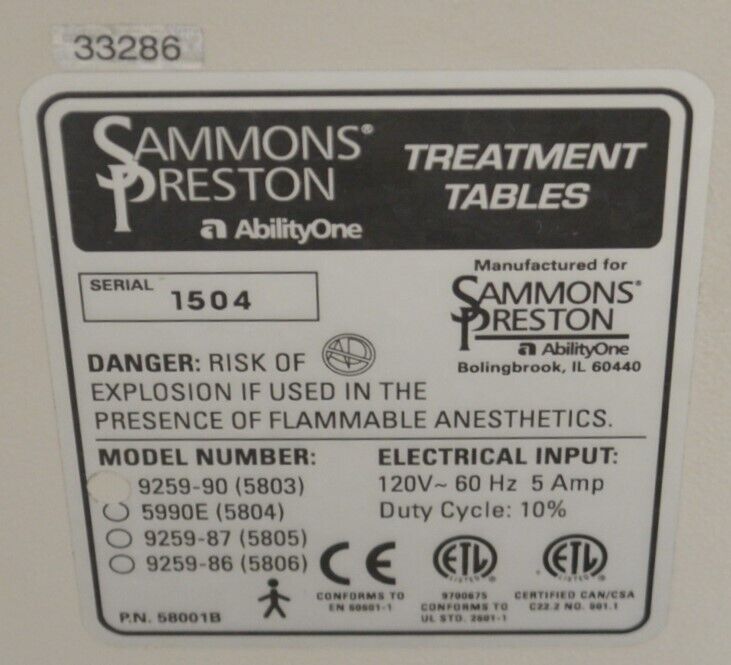 33286
SAMMONS®
PRESTON
AbilityOne
TREATMENT
TABLES
SERIAL 1504
Manufactured for
SAMMONS®
PRESTON
AbilityOne
Bolingbrook, IL 60440
DANGER: RISK OF
EXPLOSION IF USED IN THE
PRESENCE OF FLAMMABLE ANESTHETICS.
MODEL NUMBER:
9259-90 (5803)
5990E (5804)
9259-87 (5805)
9259-86 (5806)
ELECTRICAL INPUT:
120V~ 60 Hz 5 Amp
Duty Cycle: 10%
CE
CONFORMS TO
EN 60601-1
ETL
LISTED
9700675
CONFORMS TO
UL STD. 2601-1
ETL
LISTED
CERTIFIED CAN/CSA
C22.2 NO. 601.1
P.N. 58001B